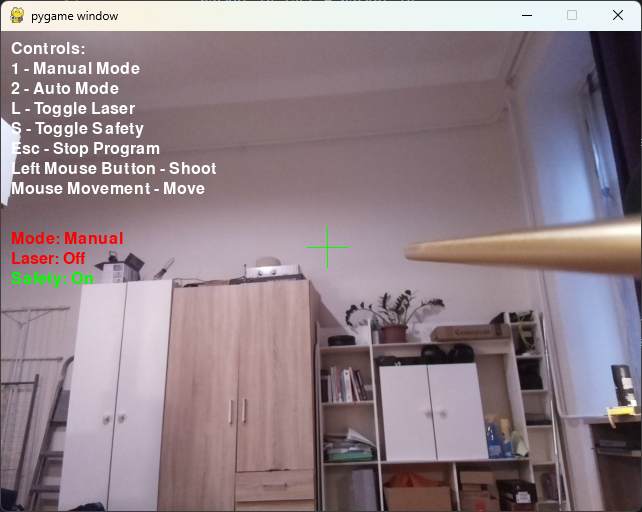 pygame window
Controls:
1 - Manual Mode
2 - Auto Mode
L - Toggle Laser
S - Toggle Safety
Esc - Stop Program
Left Mouse Button - Shoot
Mouse Movement - Move
Mode: Manual
Laser: Off
Safety: On